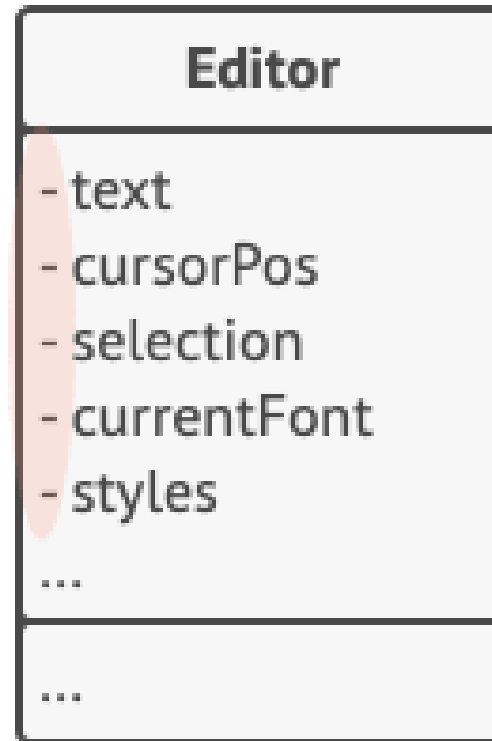 Editor
- text
- cursorPos
- selection
- currentFont
- styles
...
...